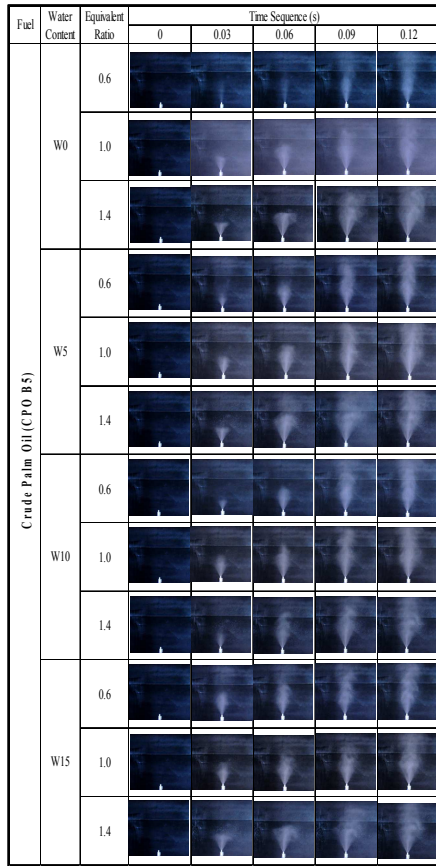 Fuel
Water
Content
Equivalent
Ratio
Time Sequence (s)
0 0.03 0.06 0.09 0.12
Crude Palm Oil (CPO B5)
W0
0.6
1.0
1.4
W5
0.6
1.0
1.4
W10
0.6
1.0
1.4
W15
0.6
1.0
1.4